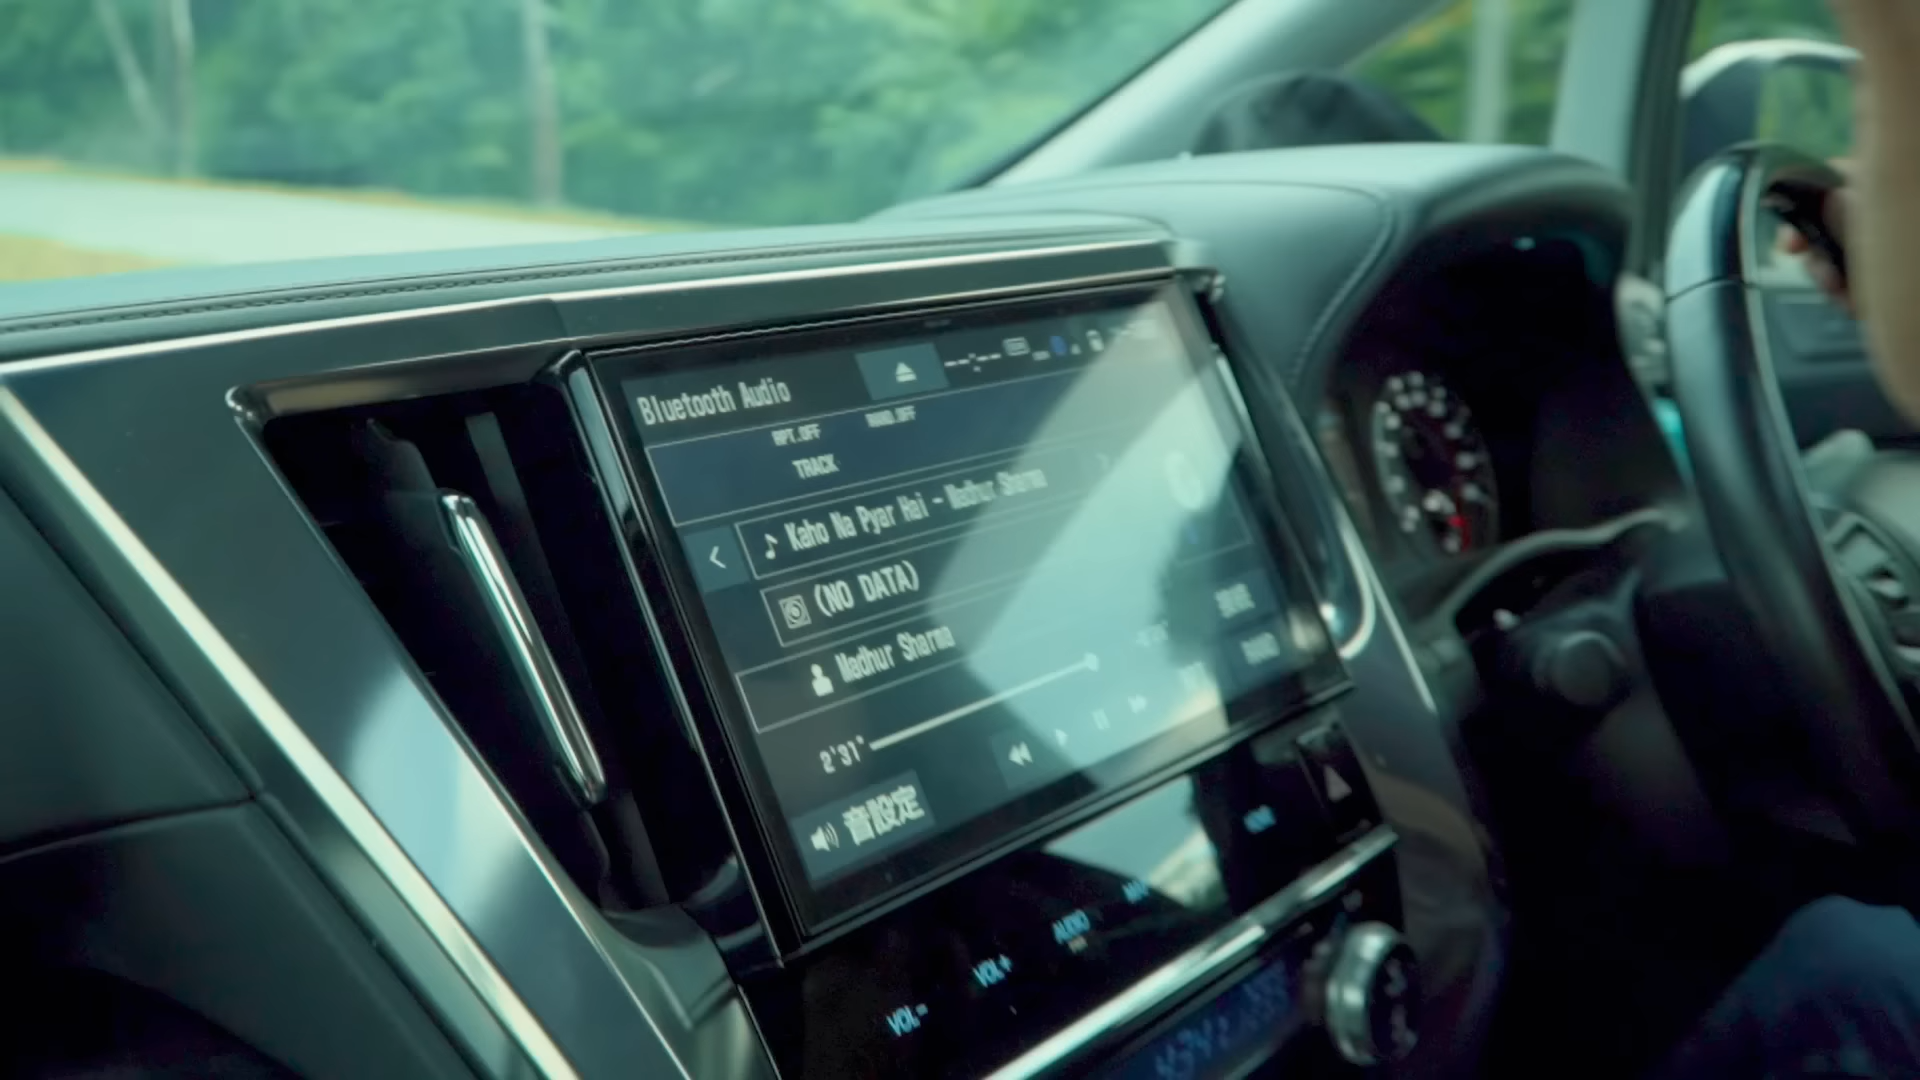 Bluetooth Audio
RPT.OFF RAND.OFF
TRACK
Kaho Na Pyar Hai - Madhur Sharma
(NO DATA)
Madhur Sharma
2'31"
音設定
VOL- VOL+ AUDIO